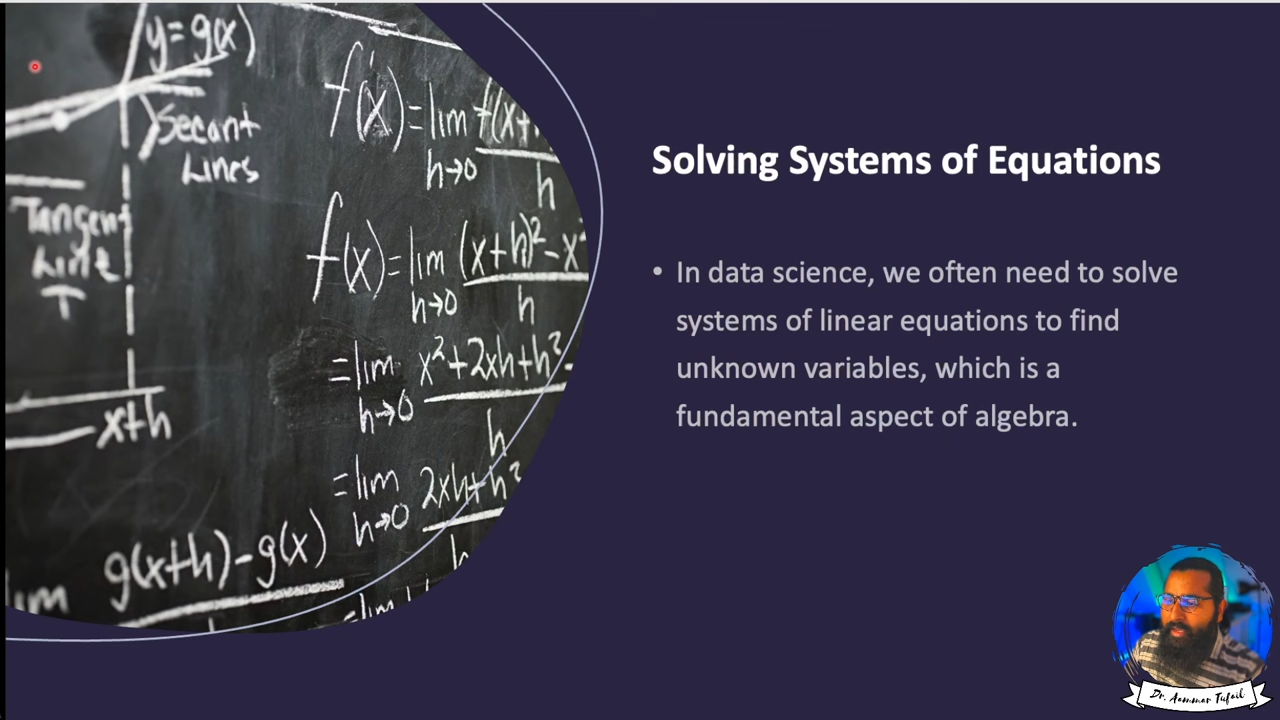 y=g(x)
Secant
Lines
Tangent
Line
T
x+h
g(x+h)-g(x)
lim
f'(x)=lim f(x+
h→0 h
f(x)=lim (x+h)²-x²
h→0 h
=lim x²+2xh+h²-
h→0 h
=lim 2xh+h²
h→0 h
=lim
Solving Systems of Equations
• In data science, we often need to solve
systems of linear equations to find
unknown variables, which is a
fundamental aspect of algebra.
Dr. Aammar Tufail